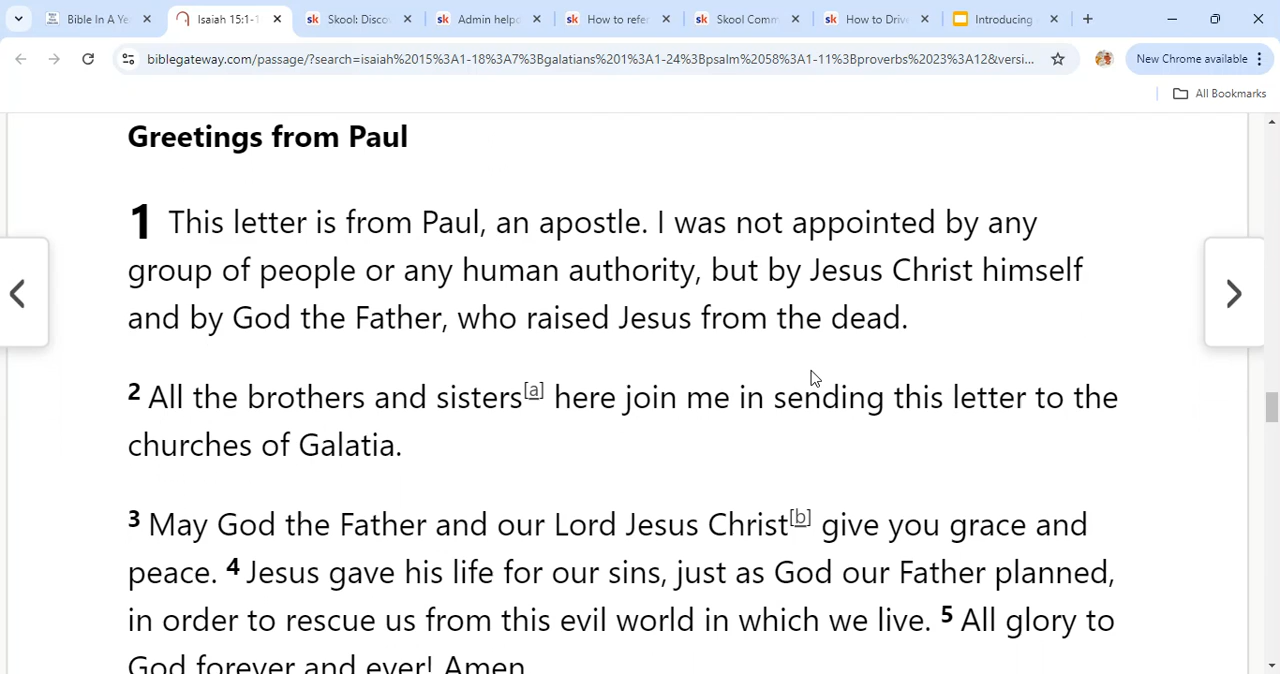 Bible In A Ye
Isaiah 15:1-1
Skool: Disco
Admin help
How to refe
Skool Comm
How to Driv
Introducing
biblegateway.com/passage/?search=isaiah%2015%3A1-18%3A7%3Bgalatians%201%3A1-24%3Bpsalm%2058%3A1-11%3Bproverbs%2023%3A12&versi...
New Chrome available
All Bookmarks
Greetings from Paul
1 This letter is from Paul, an apostle. I was not appointed by any
group of people or any human authority, but by Jesus Christ himself
and by God the Father, who raised Jesus from the dead.
2 All the brothers and sisters[a] here join me in sending this letter to the
churches of Galatia.
3 May God the Father and our Lord Jesus Christ[b] give you grace and
peace. 4 Jesus gave his life for our sins, just as God our Father planned,
in order to rescue us from this evil world in which we live. 5 All glory to
God forever and ever! Amen.